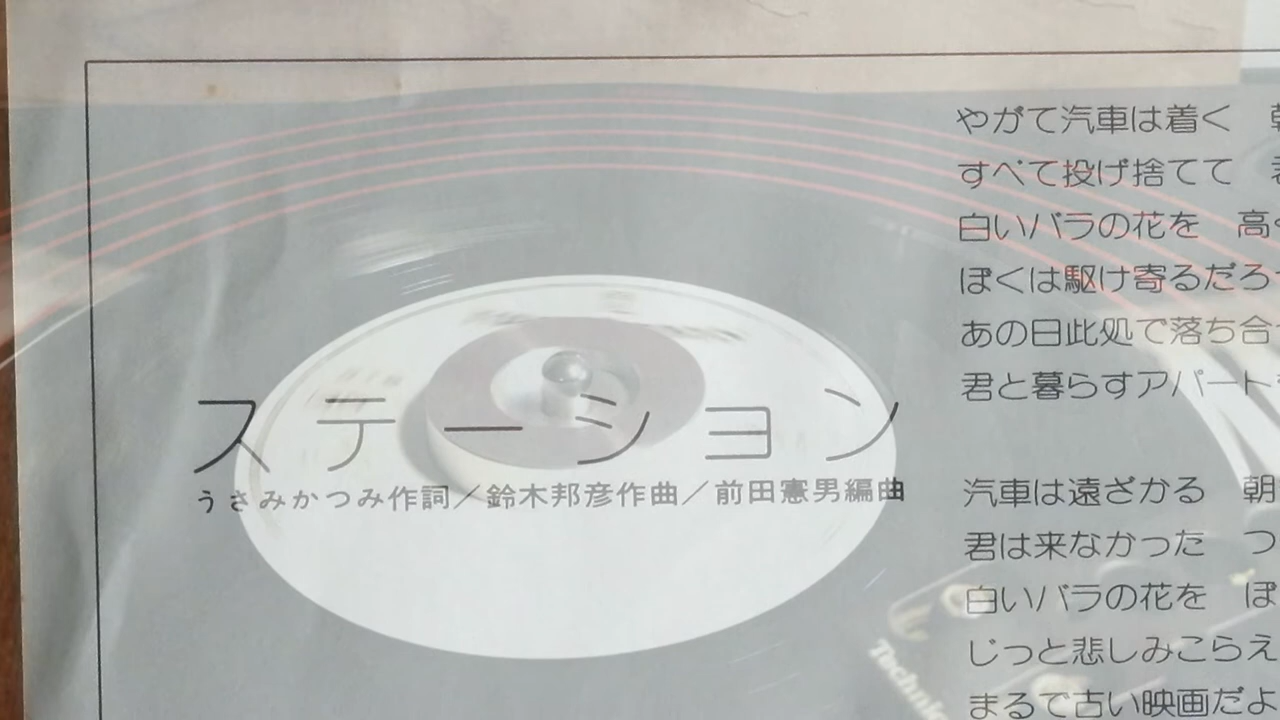 ステーション
うさみかつみ作詞／鈴木邦彦作曲／前田憲男編曲
やがて汽車は着く
すべて投げ捨てて
白いバラの花を　高く
ぼくは駆け寄るだろ
あの日此処で落ち合
君と暮らすアパート
汽車は遠ざかる　朝
君は来なかった　つ
白いバラの花を　ぼ
じっと悲しみこらえ
まるで古い映画だよ
Technics